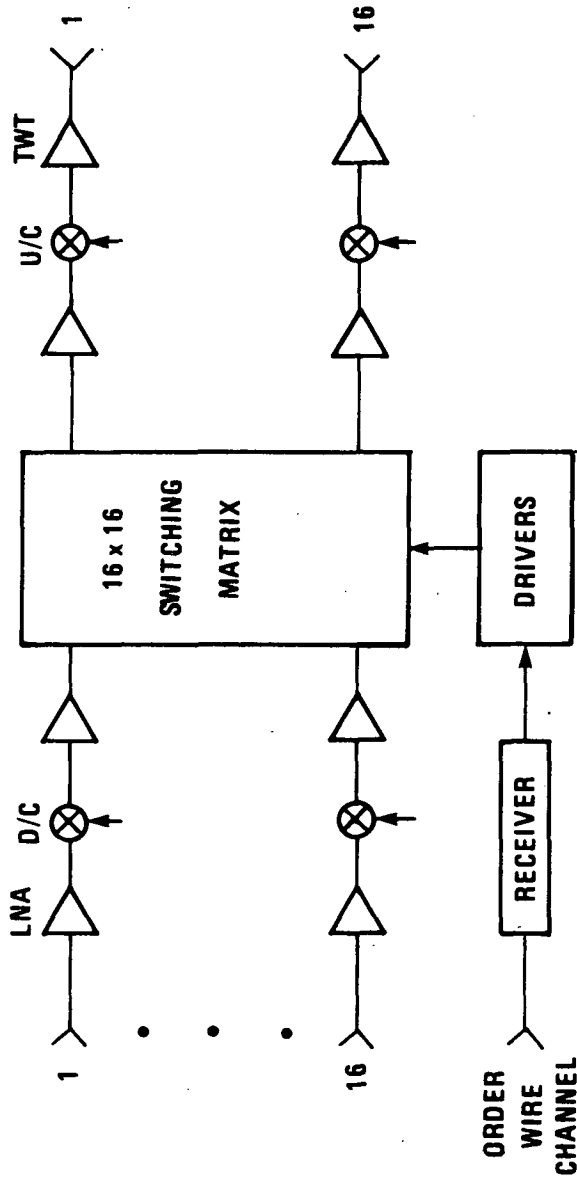 LNA
D/C
U/C
TWT
1
1
16 x 16
SWITCHING
MATRIX
16
16
ORDER
WIRE
CHANNEL
RECEIVER
DRIVERS